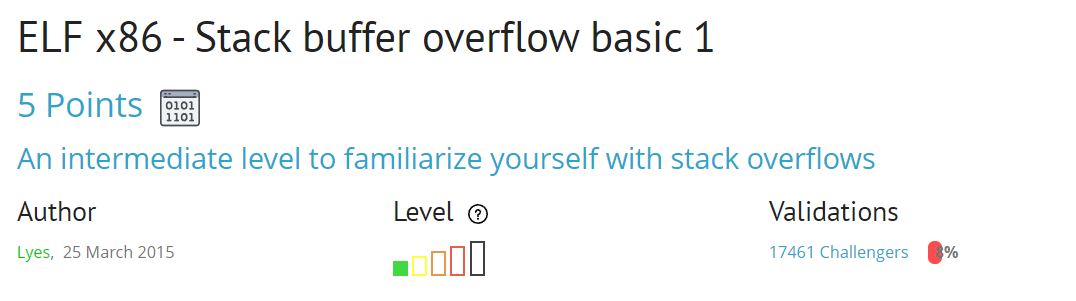 ELF x86 - Stack buffer overflow basic 1
5 Points 0101 1101
An intermediate level to familiarize yourself with stack overflows
Author Level ? Validations
Lyes, 25 March 2015 17461 Challengers 8%